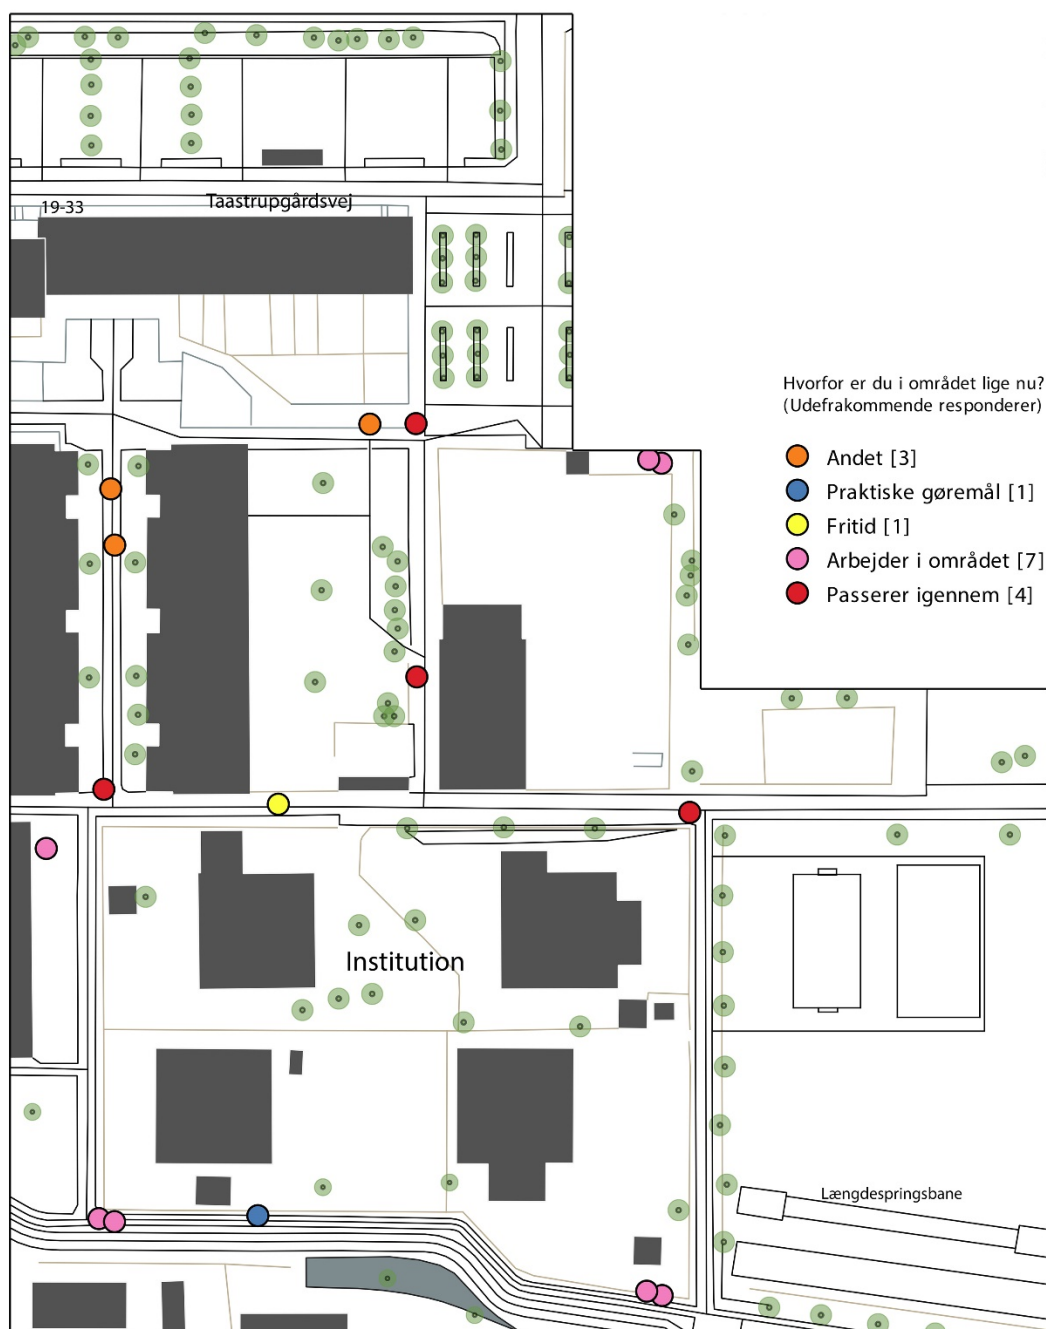 19-33
Taastrupgårdsvej
Hvorfor er du i området lige nu?
(Udefrakommende responderer)
Andet [3]
Praktiske gøremål [1]
Fritid [1]
Arbejder i området [7]
Passerer igennem [4]
Institution
Længdespringsbane